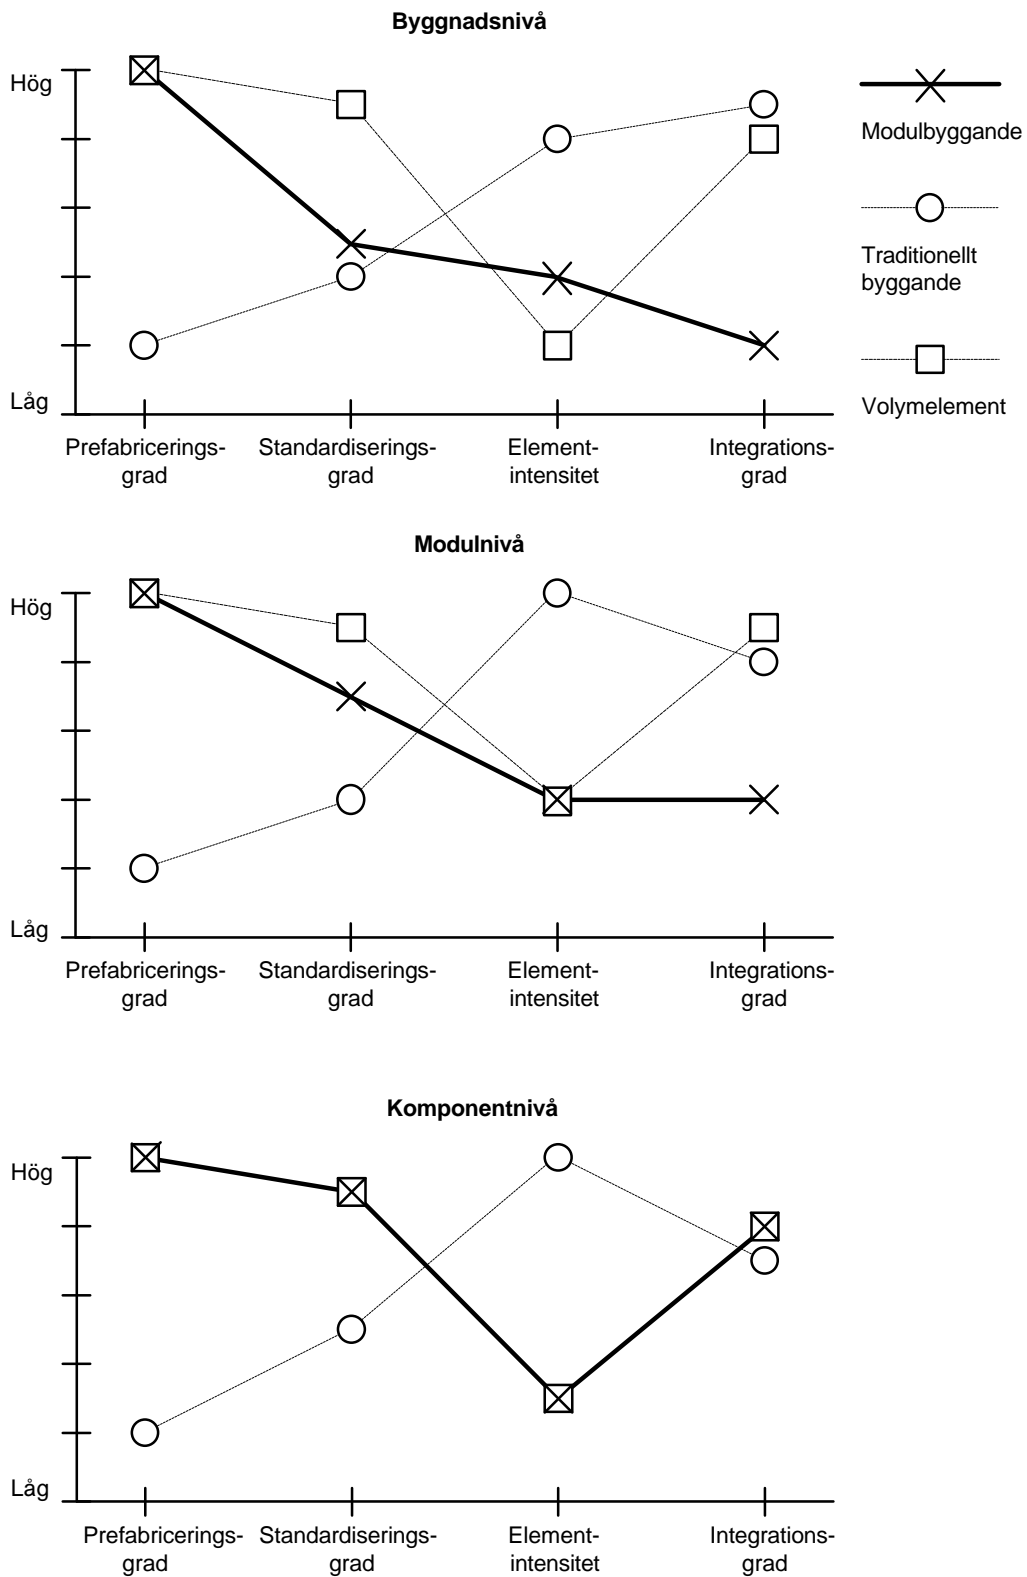 Byggnadsnivå
Hög
Låg
Prefabricerings-
grad
Standardiserings-
grad
Element-
intensitet
Integrations-
grad
Modulbyggande
Traditionellt
byggande
Volymelement
Modulnivå
Hög
Låg
Prefabricerings-
grad
Standardiserings-
grad
Element-
intensitet
Integrations-
grad
Komponentnivå
Hög
Låg
Prefabricerings-
grad
Standardiserings-
grad
Element-
intensitet
Integrations-
grad